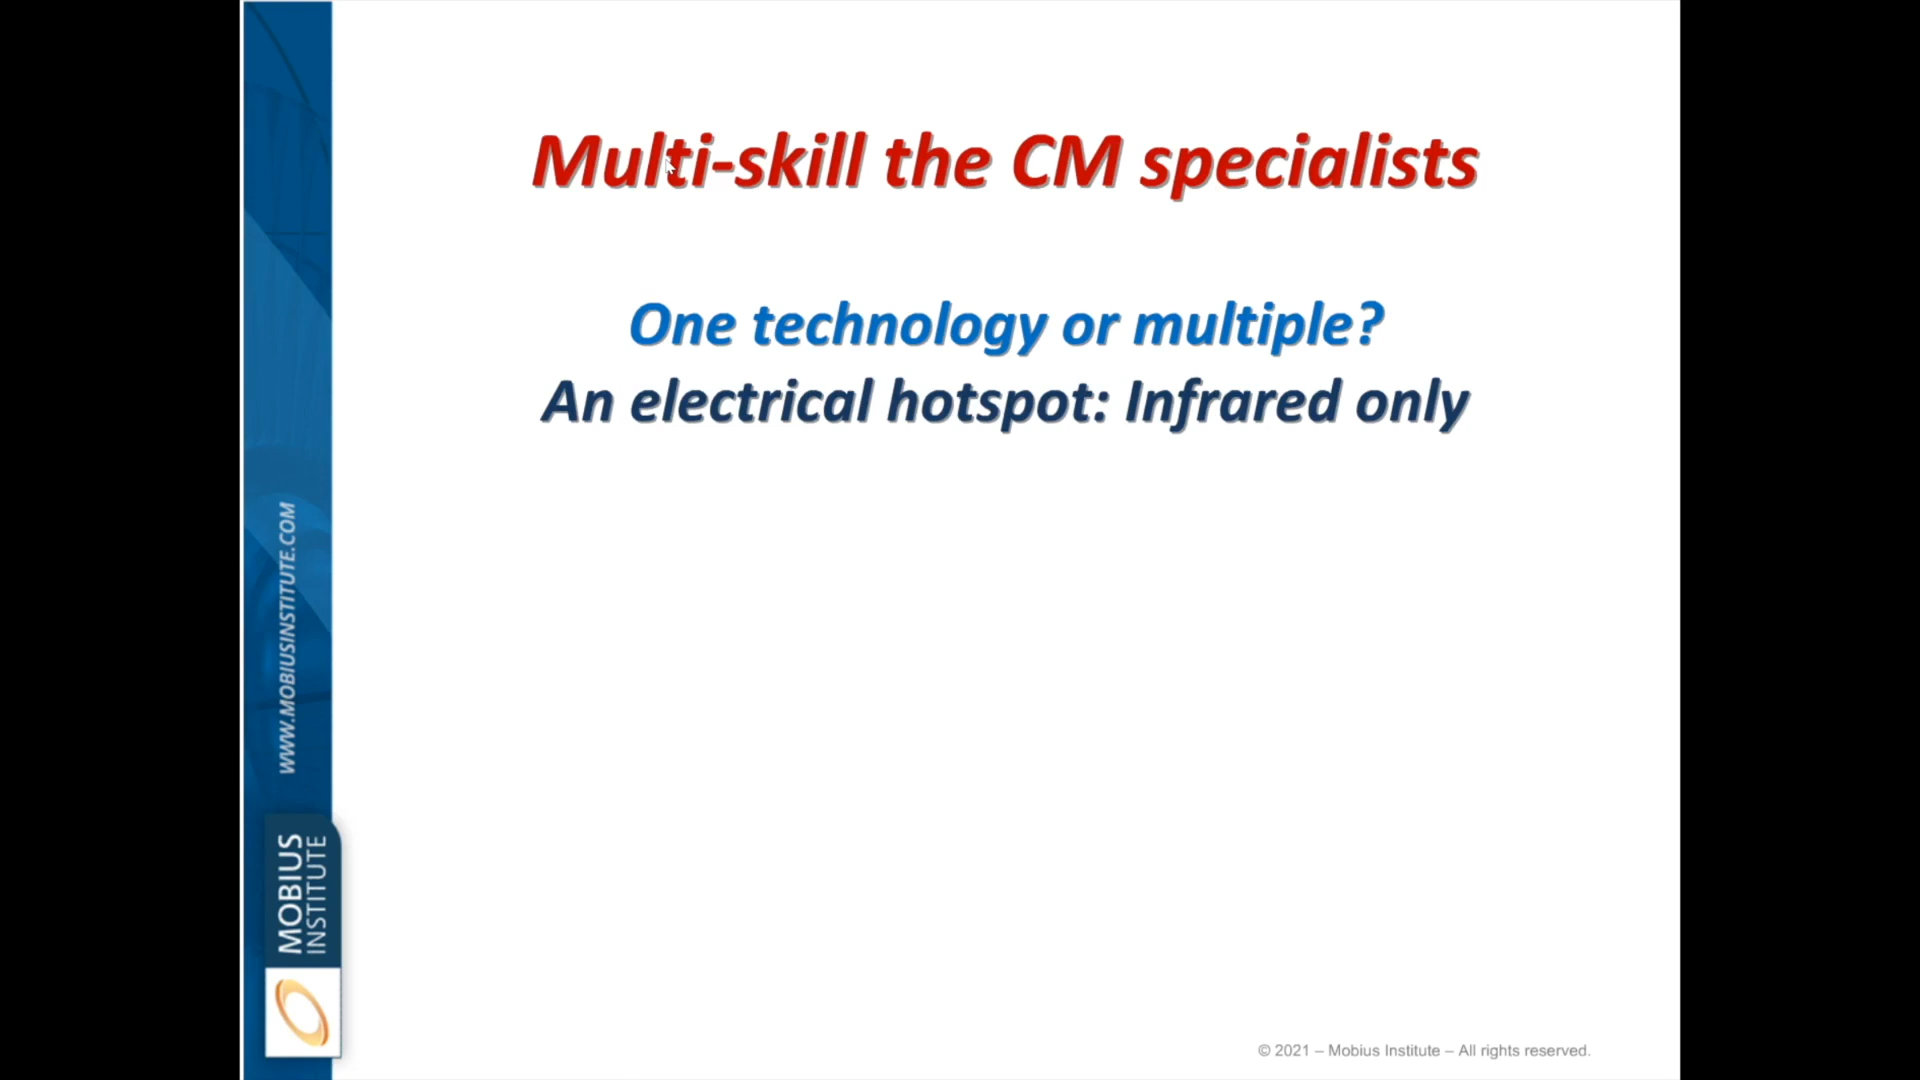 Multi-skill the CM specialists
One technology or multiple?
An electrical hotspot: Infrared only
WWW.MOBIUSINSTITUTE.COM
MOBIUS
INSTITUTE
© 2021 – Mobius Institute – All rights reserved.